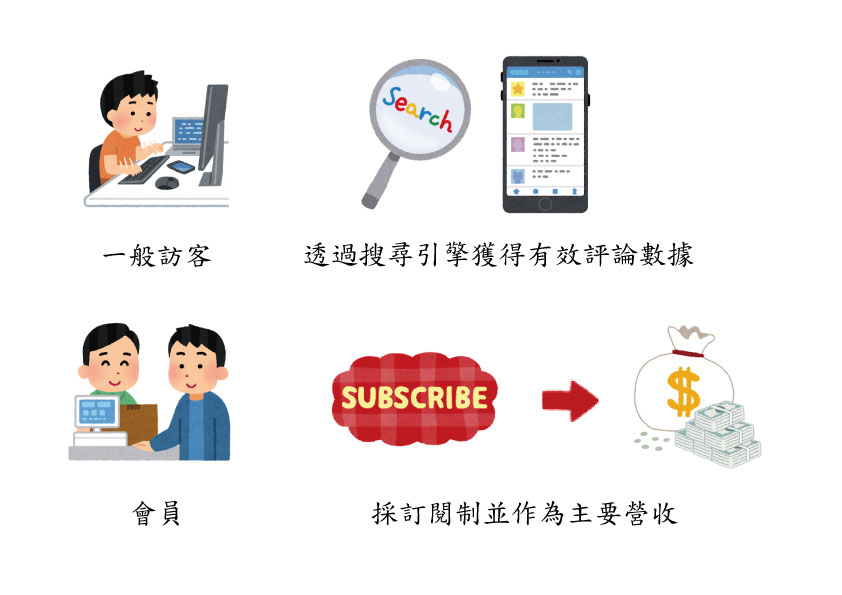 Search
一般訪客
透過搜尋引擎獲得有效評論數據
SUBSCRIBE
$
會員
採訂閱制並作為主要營收